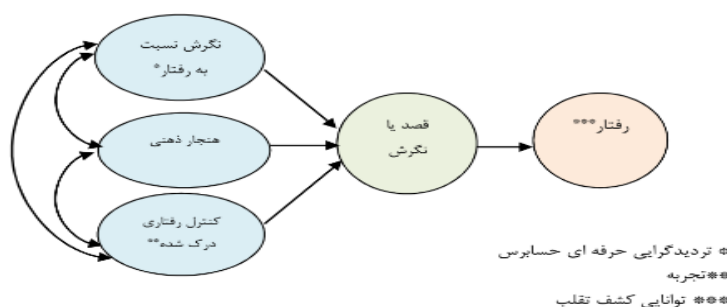 نگرش نسبت
به رفتار*
هنجار ذهنی
کنترل رفتاری
درک شده**
قصد یا
نگرش
رفتار***
* تردیدگرایی حرفه ای حسابرس
**تجربه
*** توانایی کشف تقلب